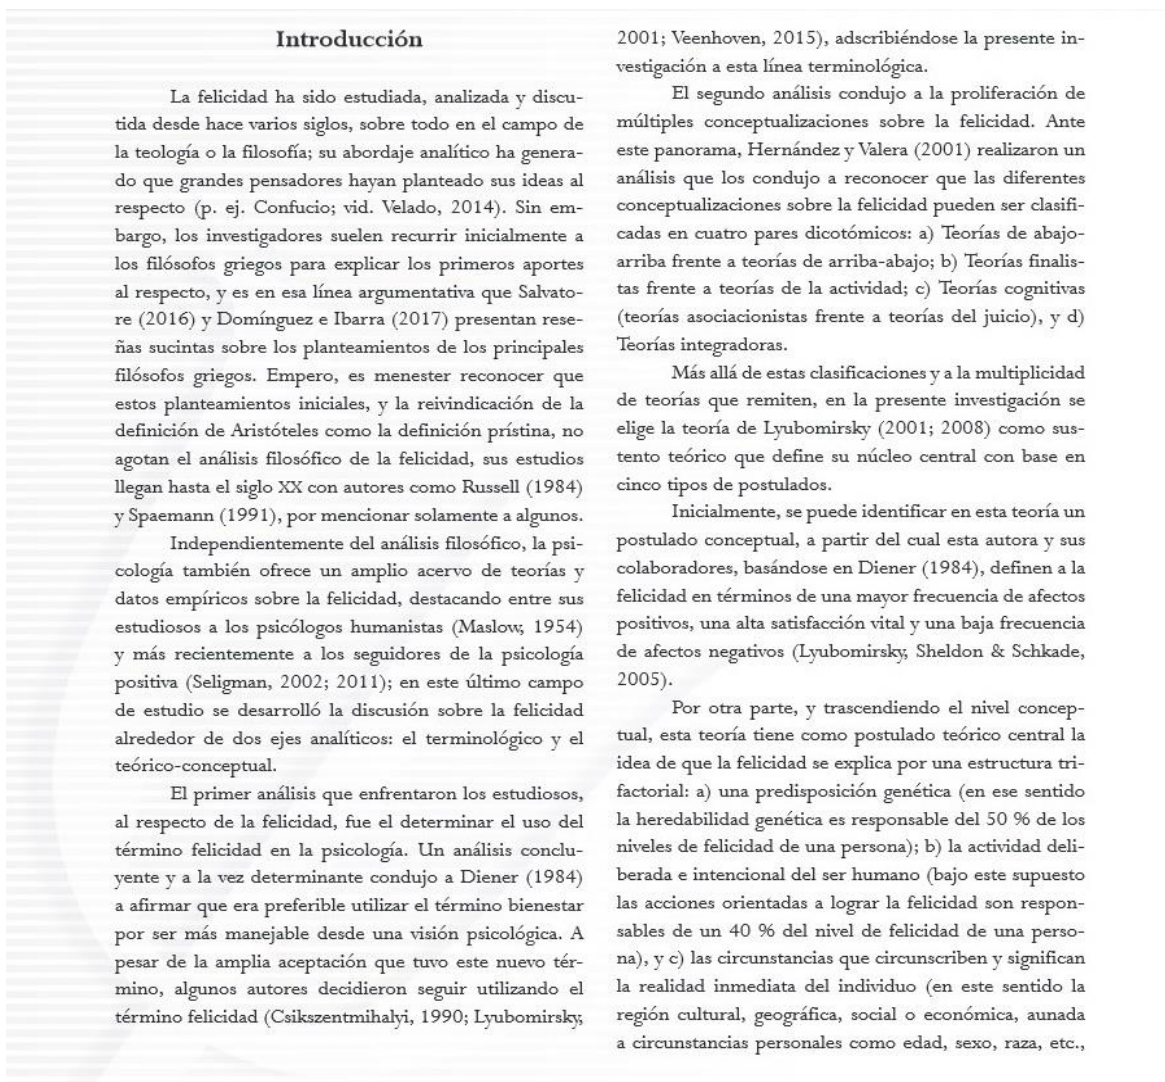 Introducción
La felicidad ha sido estudiada, analizada y discu-
tida desde hace varios siglos, sobre todo en el campo de
la teología o la filosofía; su abordaje analítico ha genera-
do que grandes pensadores hayan planteado sus ideas al
respecto (p. ej. Confucio; vid. Velado, 2014). Sin em-
bargo, los investigadores suelen recurrir inicialmente a
los filósofos griegos para explicar los primeros aportes
al respecto, y es en esa línea argumentativa que Salvato-
re (2016) y Domínguez e Ibarra (2017) presentan rese-
ñas sucintas sobre los planteamientos de los principales
filósofos griegos. Empero, es menester reconocer que
estos planteamientos iniciales, y la reivindicación de la
definición de Aristóteles como la definición prístina, no
agotan el análisis filosófico de la felicidad, sus estudios
llegan hasta el siglo XX con autores como Russell (1984)
y Spaemann (1991), por mencionar solamente a algunos.
Independientemente del análisis filosófico, la psi-
cología también ofrece un amplio acervo de teorías y
datos empíricos sobre la felicidad, destacando entre sus
estudiosos a los psicólogos humanistas (Maslow, 1954)
y más recientemente a los seguidores de la psicología
positiva (Seligman, 2002; 2011); en este último campo
de estudio se desarrolló la discusión sobre la felicidad
alrededor de dos ejes analíticos: el terminológico y el
teórico-conceptual.
El primer análisis que enfrentaron los estudiosos,
al respecto de la felicidad, fue el determinar el uso del
término felicidad en la psicología. Un análisis conclu-
yente y a la vez determinante condujo a Diener (1984)
a afirmar que era preferible utilizar el término bienestar
por ser más manejable desde una visión psicológica. A
pesar de la amplia aceptación que tuvo este nuevo tér-
mino, algunos autores decidieron seguir utilizando el
término felicidad (Csikszentmihalyi, 1990; Lyubomirsky,
2001; Veenhoven, 2015), adscribiéndose la presente in-
vestigación a esta línea terminológica.
El segundo análisis condujo a la proliferación de
múltiples conceptualizaciones sobre la felicidad. Ante
este panorama, Hernández y Valera (2001) realizaron un
análisis que los condujo a reconocer que las diferentes
conceptualizaciones sobre la felicidad pueden ser clasifi-
cadas en cuatro pares dicotómicos: a) Teorías de abajo-
arriba frente a teorías de arriba-abajo; b) Teorías finalis-
tas frente a teorías de la actividad; c) Teorías cognitivas
(teorías asociacionistas frente a teorías del juicio), y d)
Teorías integradoras.
Más allá de estas clasificaciones y a la multiplicidad
de teorías que remiten, en la presente investigación se
elige la teoría de Lyubomirsky (2001; 2008) como sus-
tento teórico que define su núcleo central con base en
cinco tipos de postulados.
Inicialmente, se puede identificar en esta teoría un
postulado conceptual, a partir del cual esta autora y sus
colaboradores, basándose en Diener (1984), definen a la
felicidad en términos de una mayor frecuencia de afectos
positivos, una alta satisfacción vital y una baja frecuencia
de afectos negativos (Lyubomirsky, Sheldon & Schkade,
2005).
Por otra parte, y trascendiendo el nivel concep-
tual, esta teoría tiene como postulado teórico central la
idea de que la felicidad se explica por una estructura tri-
factorial: a) una predisposición genética (en ese sentido
la heredabilidad genética es responsable del 50 % de los
niveles de felicidad de una persona); b) la actividad deli-
berada e intencional del ser humano (bajo este supuesto
las acciones orientadas a lograr la felicidad son respon-
sables de un 40 % del nivel de felicidad de una perso-
na), y c) las circunstancias que circunscriben y significan
la realidad inmediata del individuo (en este sentido la
región cultural, geográfica, social o económica, aunada
a circunstancias personales como edad, sexo, raza, etc.,